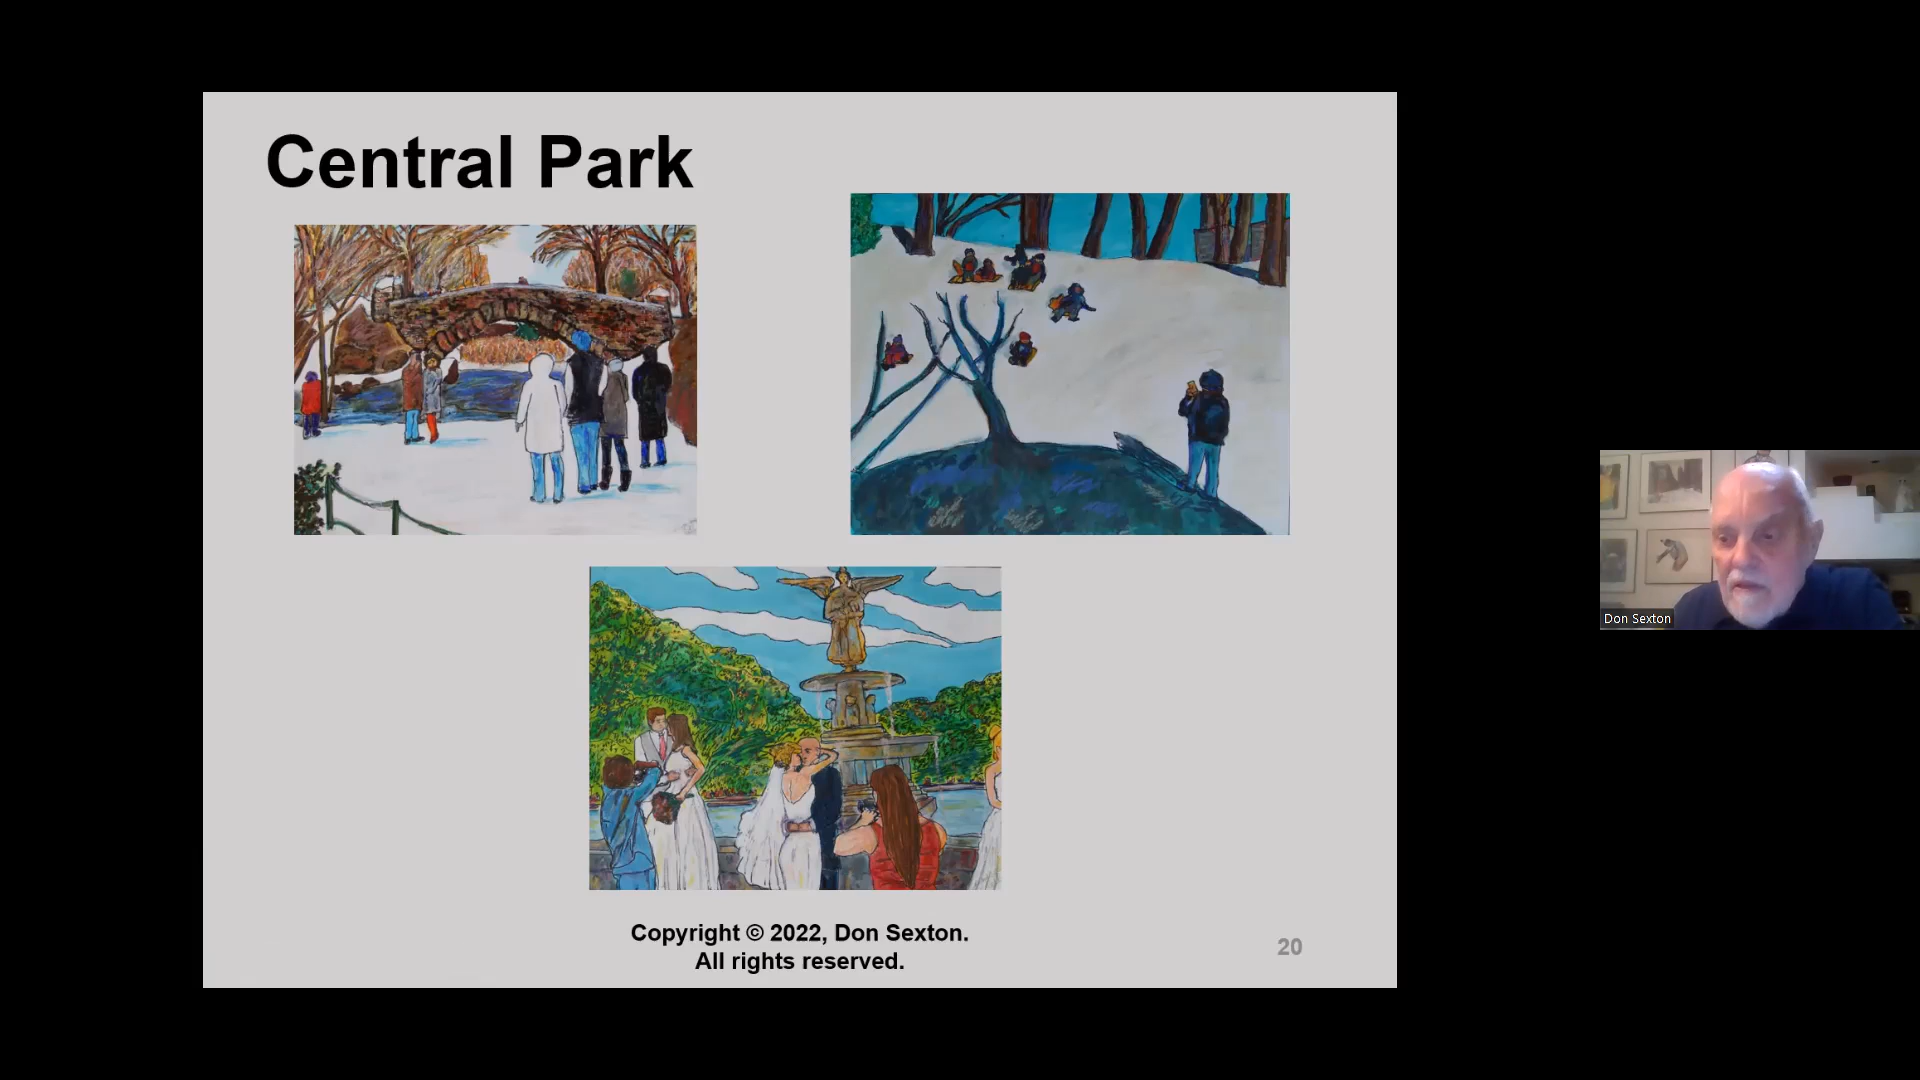 Central Park
Copyright © 2022, Don Sexton.
All rights reserved.
20
Don Sexton